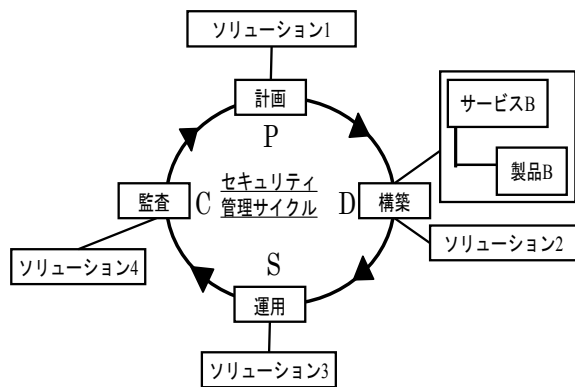 ソリューション1
計画
P
サービスB
製品B
セキュリティ
管理サイクル
監査
C
D
構築
ソリューション2
ソリューション4
S
運用
ソリューション3